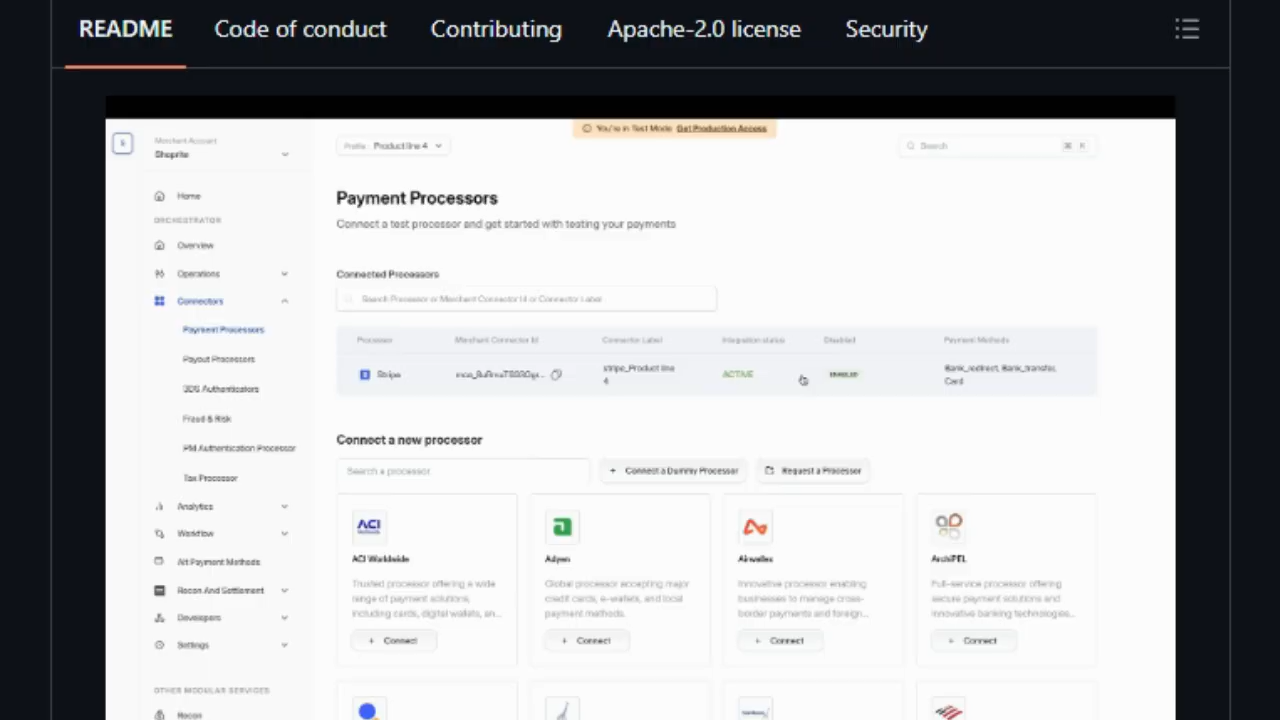 README Code of conduct Contributing Apache-2.0 license Security
You're in Test Mode Get Production Access
S
Merchant Account
Shoprite
Profile Product line 4
Search ⌘ K
Home
ORCHESTRATOR
Overview
Operations
Connectors
Payment Processors
Payout Processors
3DS Authenticators
Fraud & Risk
PM Authentication Processor
Tax Processor
Analytics
Workflow
Alt Payment Methods
Recon And Settlement
Developers
Settings
OTHER MODULAR SERVICES
Recon
Payment Processors
Connect a test processor and get started with testing your payments
Connected Processors
Search Processor or Merchant Connector Id or Connector Label
Processor Merchant Connector Id Connector Label Integration status Disabled Payment Methods
Stripe stripe_Product line ACTIVE ENABLED Bank_redirect, Bank_transfer,
4 Card
Connect a new processor
Search a processor + Connect a Dummy Processor Request a Processor
ACI Worldwide
Trusted processor offering a wide
range of payment solutions,
including cards, digital wallets, an...
+ Connect
Adyen
Global processor accepting major
credit cards, e-wallets, and local
payment methods.
+ Connect
Airwallex
Innovative processor enabling
businesses to manage cross-
border payments and foreign...
+ Connect
ArchiPEL
Full-service processor offering
secure payment solutions and
innovative banking technologies...
+ Connect